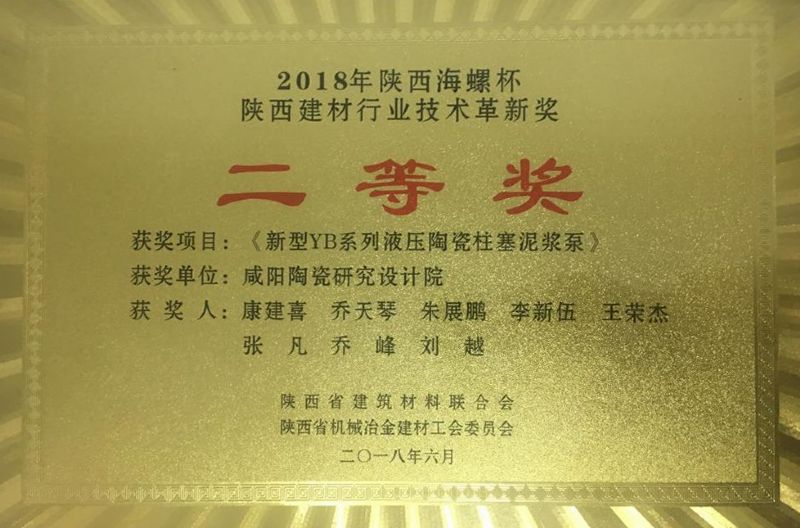 2018年陕西海螺杯
陕西建材行业技术革新奖
二等奖
获奖项目：《新型YB系列液压陶瓷柱塞泥浆泵》
获奖单位：咸阳陶瓷研究设计院
获奖人：康建喜 乔天琴 朱展鹏 李新伍 王荣杰
张凡 乔峰 刘越
陕西省建筑材料联合会
陕西省机械冶金建材工会委员会
二〇一八年六月